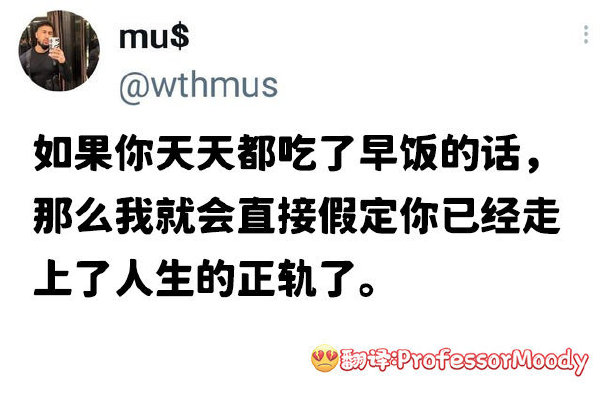 mu$
@wthmus
如果你天天都吃了早饭的话，
那么我就会直接假定你已经走
上了人生的正轨了。
翻译:ProfessorMoody